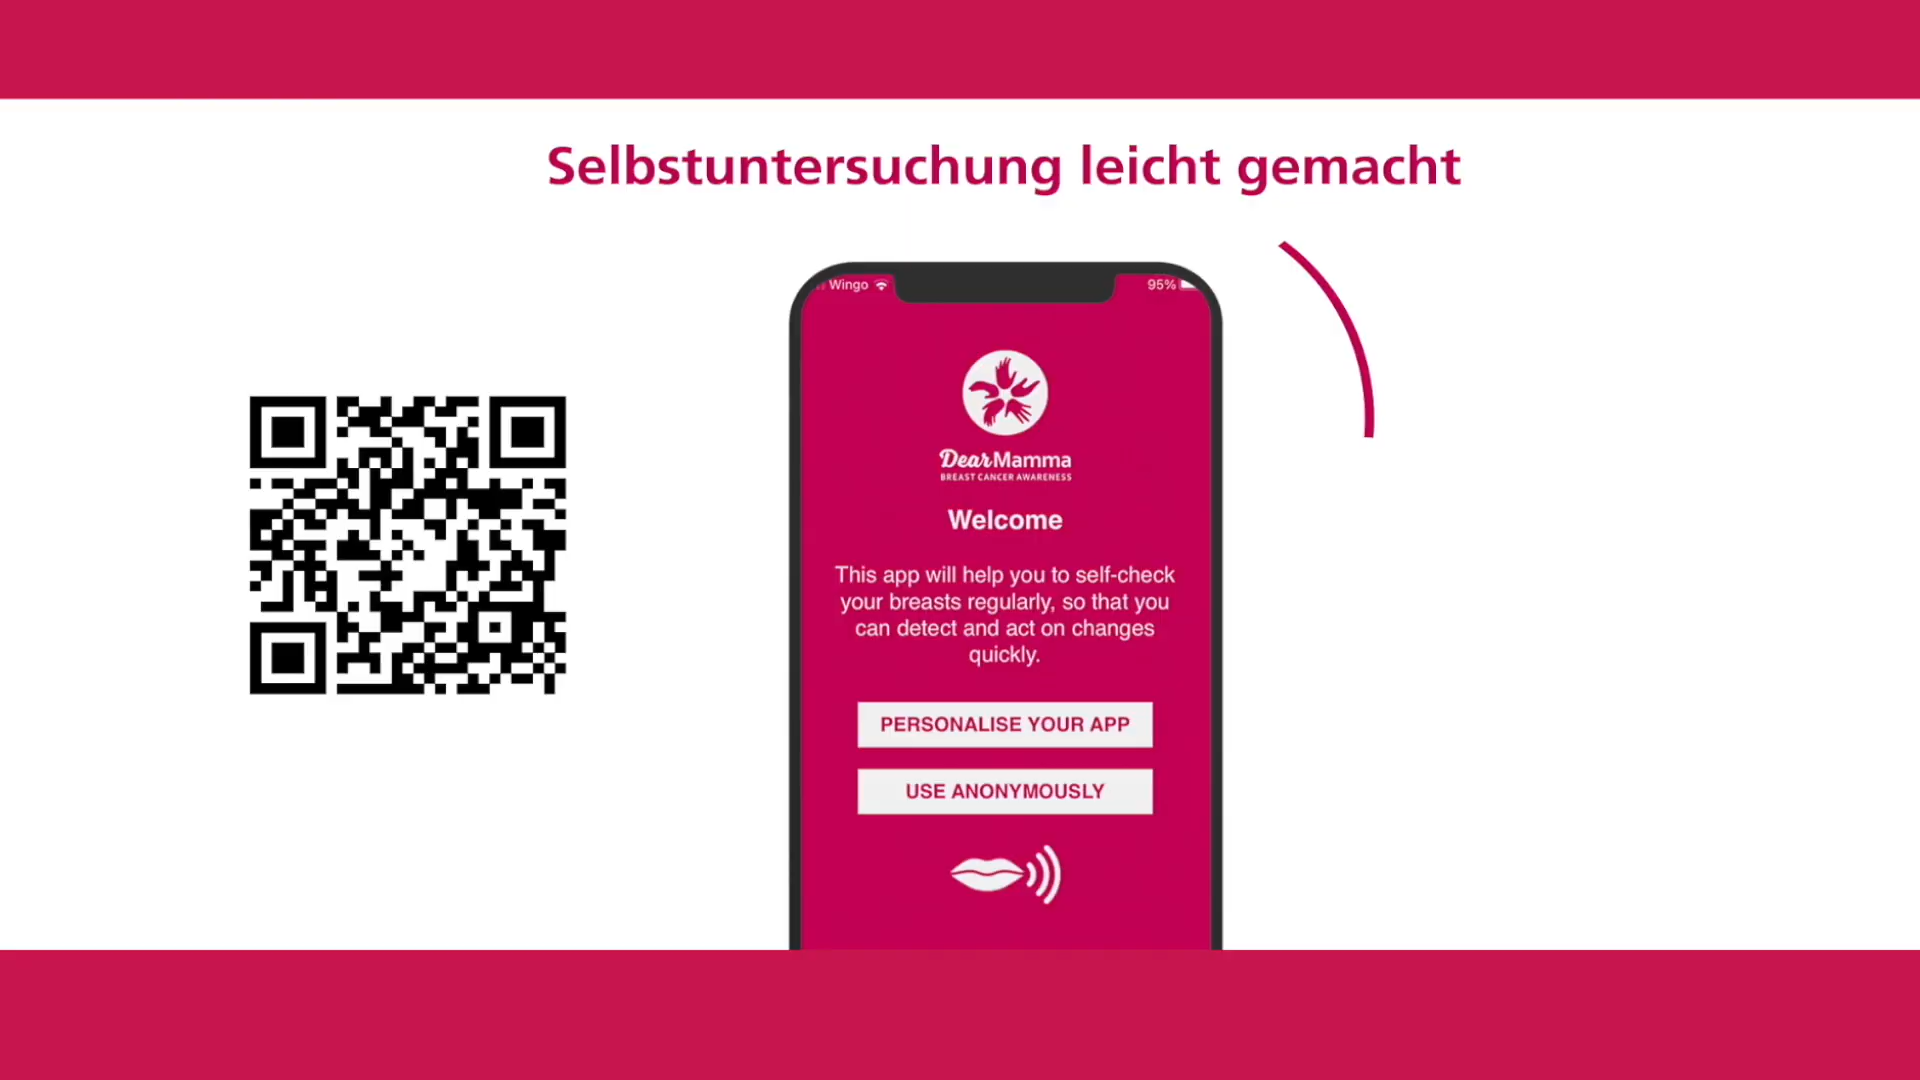 Selbstuntersuchung leicht gemacht
Wingo
95%
DearMamma
BREAST CANCER AWARENESS
Welcome
This app will help you to self-check
your breasts regularly, so that you
can detect and act on changes
quickly.
PERSONALISE YOUR APP
USE ANONYMOUSLY